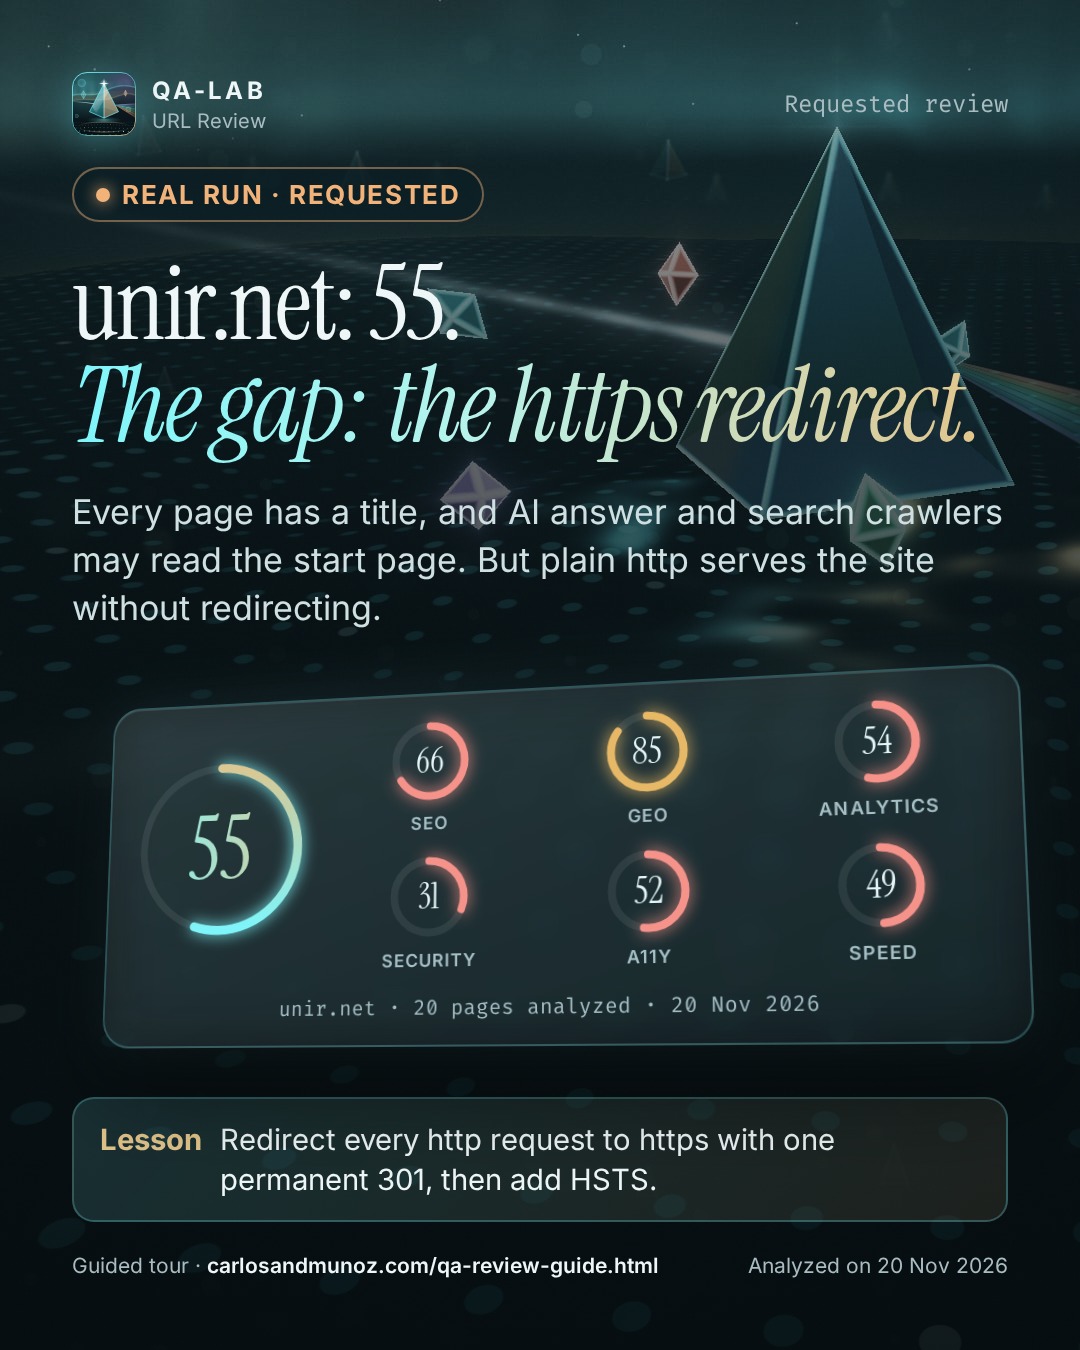 QA-LAB
URL Review
Requested review
REAL RUN · REQUESTED
unir.net: 55.
The gap: the https redirect.
Every page has a title, and AI answer and search crawlers
may read the start page. But plain http serves the site
without redirecting.
55
66
SEO
85
GEO
54
ANALYTICS
31
SECURITY
52
A11Y
49
SPEED
unir.net · 20 pages analyzed · 20 Nov 2026
Lesson Redirect every http request to https with one
permanent 301, then add HSTS.
Guided tour · carlosandmunoz.com/qa-review-guide.html
Analyzed on 20 Nov 2026